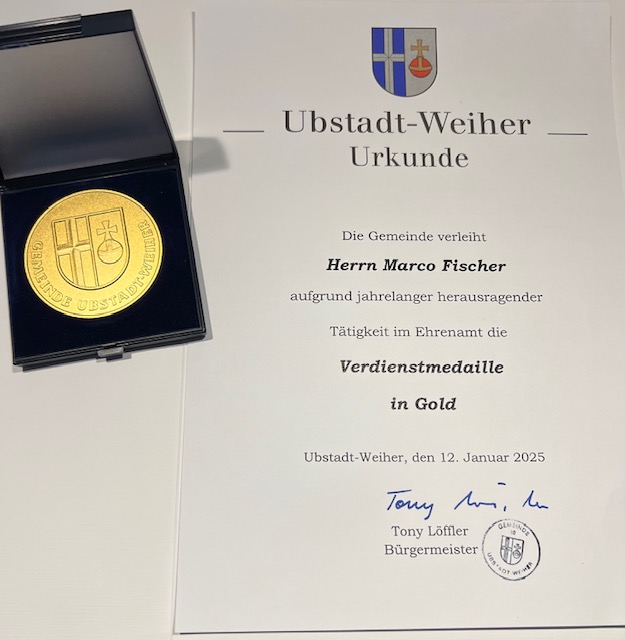 GEMEINDE UBSTADT-WEIHER
Ubstadt-Weiher
Urkunde
Die Gemeinde verleiht
Herrn Marco Fischer
aufgrund jahrelanger herausragender
Tätigkeit im Ehrenamt die
Verdienstmedaille
in Gold
Ubstadt-Weiher, den 12. Januar 2025
Tony
Tony Löffler
Bürgermeister
GEMEINDE
UBSTADT-WEIHER